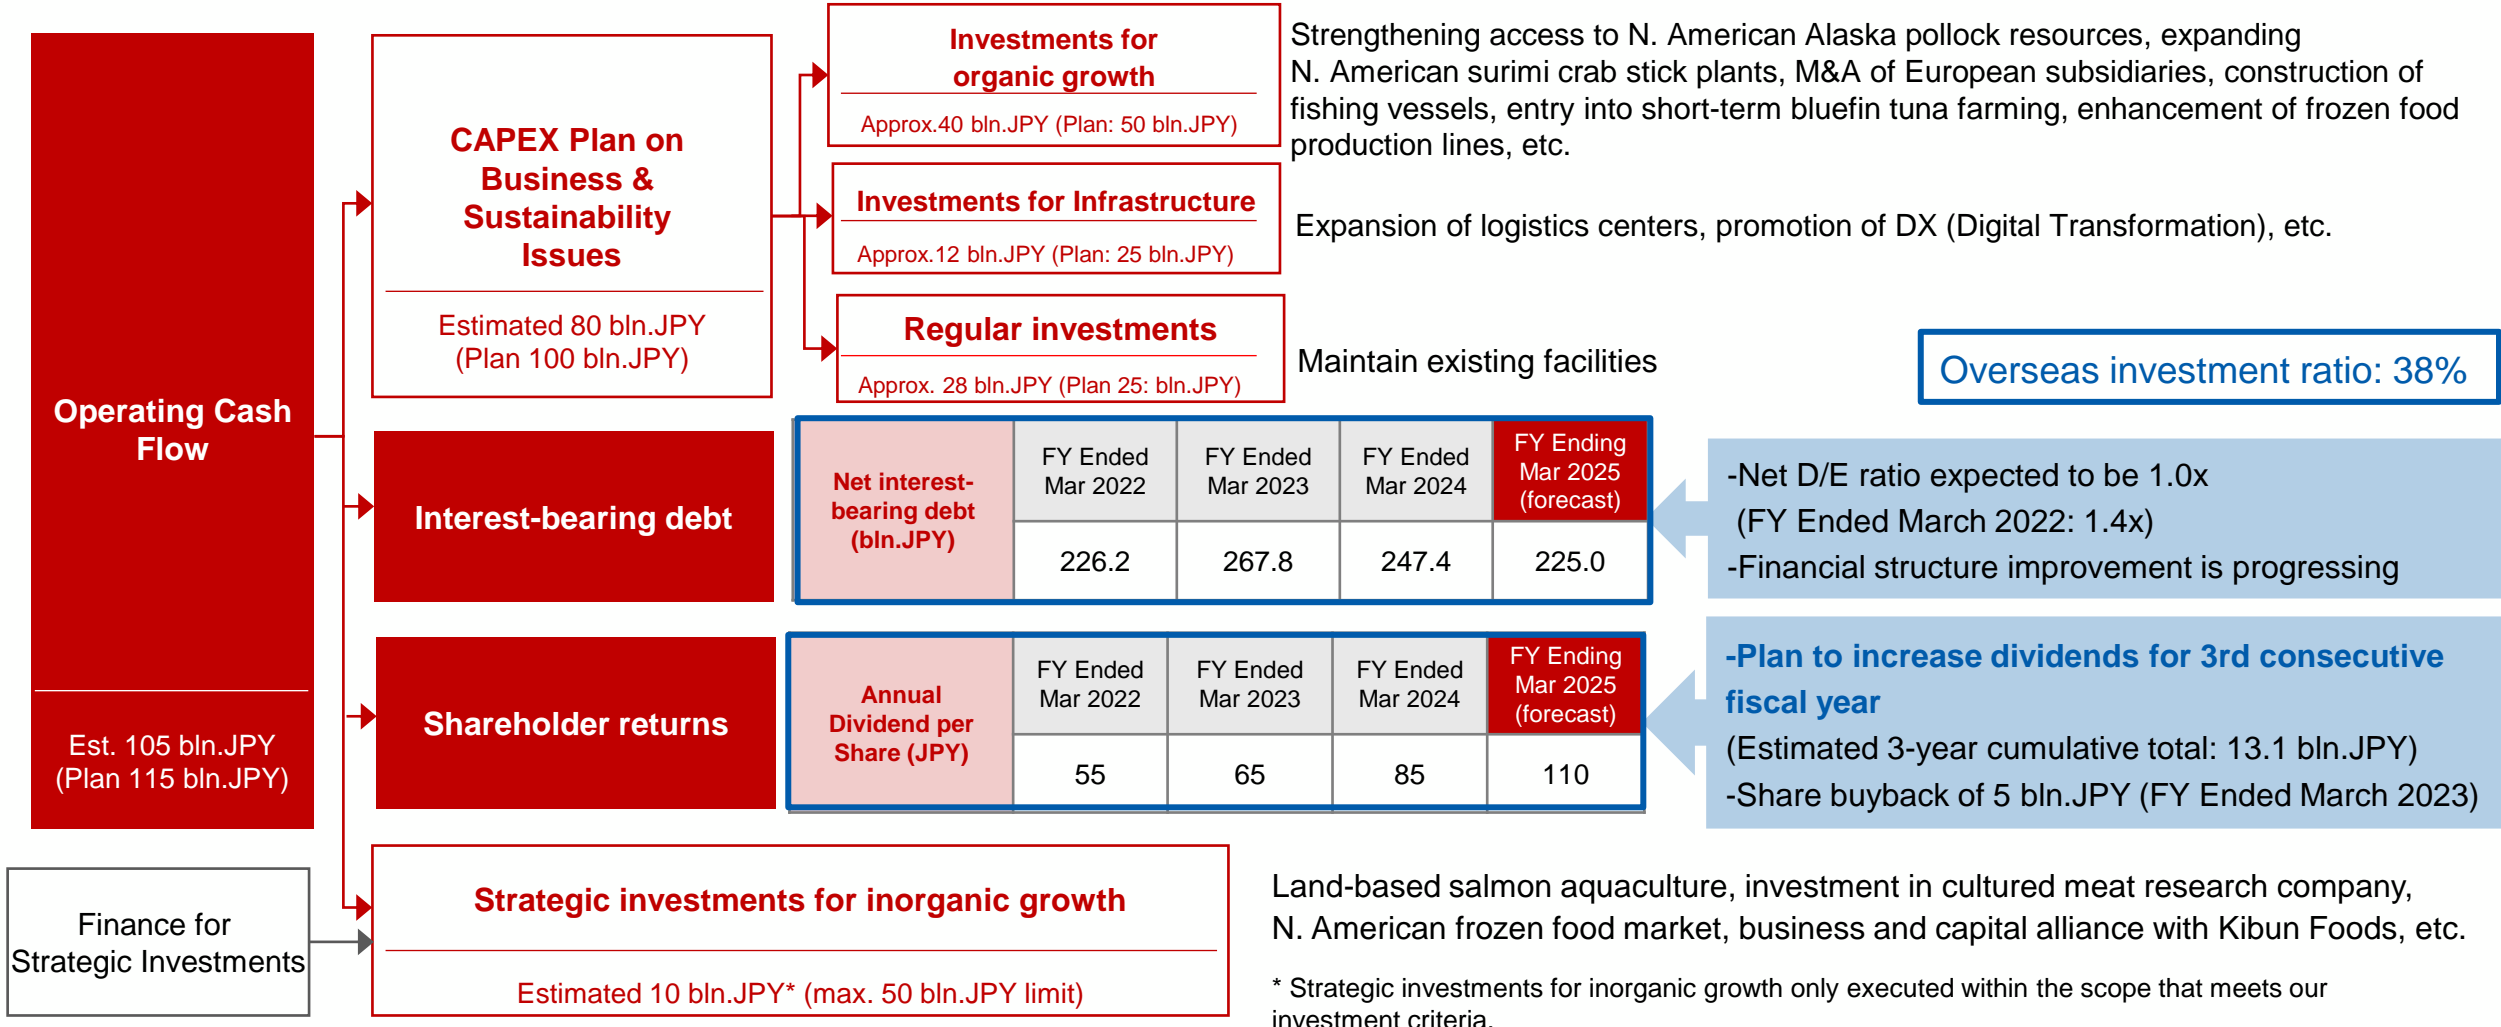 Operating Cash
Flow
Est. 105 bln.JPY
(Plan 115 bln.JPY)
CAPEX Plan on
Business &
Sustainability
Issues
Estimated 80 bln.JPY
(Plan 100 bln.JPY)
Investments for
organic growth
Approx.40 bln.JPY (Plan: 50 bln.JPY)
Strengthening access to N. American Alaska pollock resources, expanding
N. American surimi crab stick plants, M&A of European subsidiaries, construction of
fishing vessels, entry into short-term bluefin tuna farming, enhancement of frozen food
production lines, etc.
Investments for Infrastructure
Approx.12 bln.JPY (Plan: 25 bln.JPY)
Expansion of logistics centers, promotion of DX (Digital Transformation), etc.
Regular investments
Approx. 28 bln.JPY (Plan 25: bln.JPY)
Maintain existing facilities
Overseas investment ratio: 38%
Interest-bearing debt
Net interest-
bearing debt
(bln.JPY)
FY Ended
Mar 2022
FY Ended
Mar 2023
FY Ended
Mar 2024
FY Ending
Mar 2025
(forecast)
226.2 267.8 247.4 225.0
-Net D/E ratio expected to be 1.0x
(FY Ended March 2022: 1.4x)
-Financial structure improvement is progressing
Shareholder returns
Annual
Dividend per
Share (JPY)
FY Ended
Mar 2022
FY Ended
Mar 2023
FY Ended
Mar 2024
FY Ending
Mar 2025
(forecast)
55 65 85 110
-Plan to increase dividends for 3rd consecutive
fiscal year
(Estimated 3-year cumulative total: 13.1 bln.JPY)
-Share buyback of 5 bln.JPY (FY Ended March 2023)
Finance for
Strategic Investments
Strategic investments for inorganic growth
Estimated 10 bln.JPY* (max. 50 bln.JPY limit)
Land-based salmon aquaculture, investment in cultured meat research company,
N. American frozen food market, business and capital alliance with Kibun Foods, etc.
* Strategic investments for inorganic growth only executed within the scope that meets our
investment criteria.